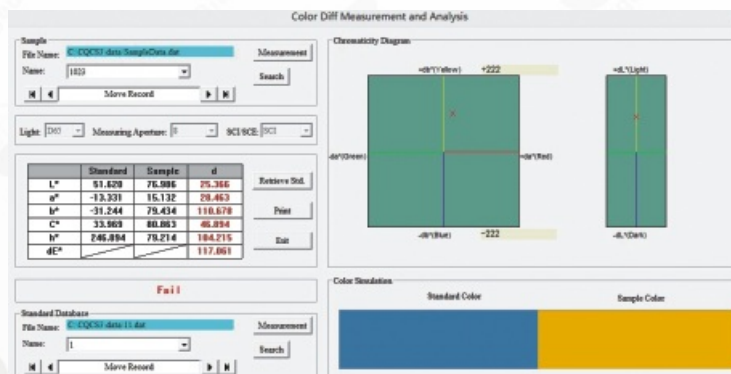 Color Diff Measurement and Analysis
Sample
File Name: C:\CQCS3\data\SampleData.dat
Measurement
Name: 1023
Search
Move Record
Light: D65 Measuring Aperture: 8 SCI/SCE: SCI
Standard Sample d
L* 51.620 76.986 25.366
a* -13.331 15.132 28.463
b* -31.244 79.434 110.678
C* 33.969 80.863 46.894
h* 246.894 79.214 104.215
dE* 117.061
Retrieve Std.
Print
Exit
Fail
Standard Database
File Name: C:\CQCS3\data\11.dat
Measurement
Name: 1
Search
Move Record
Chromaticity Diagram
+db*(Yellow) +222
-da*(Green)
+da*(Red)
-db*(Blue) -222
+dL*(Light)
-dL*(Dark)
Color Simulation
Standard Color Sample Color